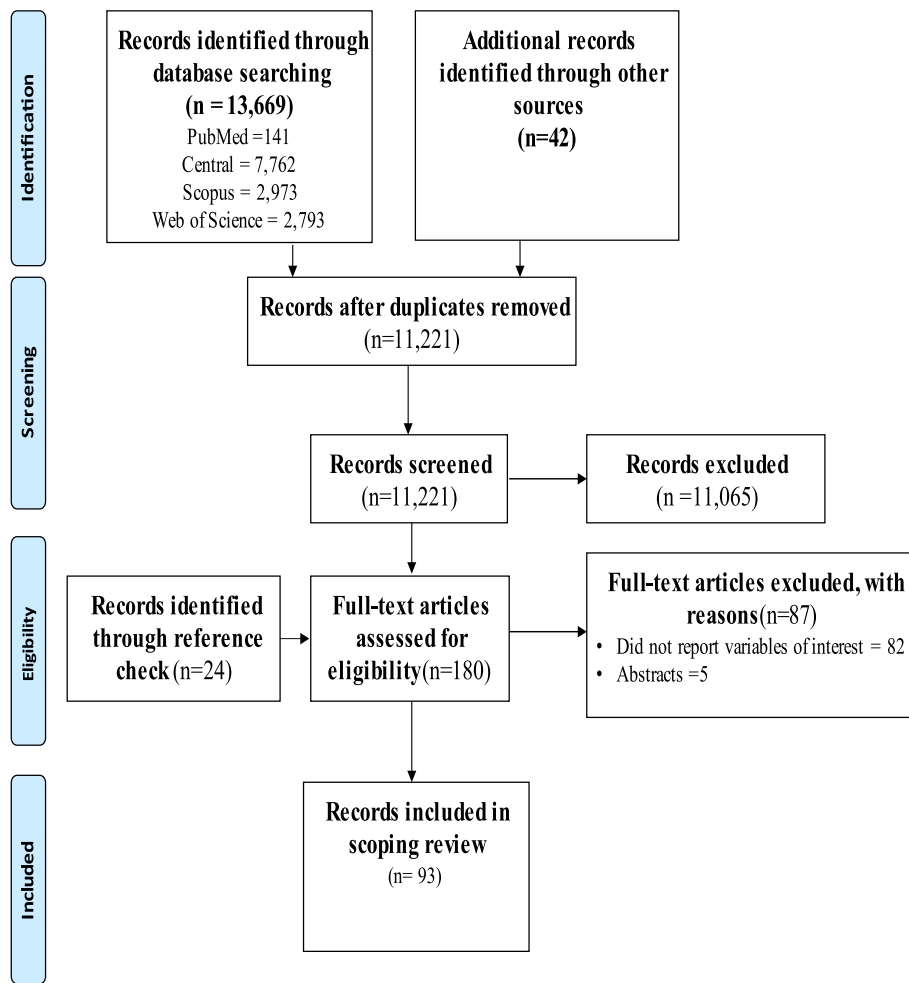 Identification
Records identified through
database searching
(n = 13,669)
PubMed =141
Central = 7,762
Scopus = 2,973
Web of Science = 2,793
Additional records
identified through other
sources
(n=42)
Screening
Records after duplicates removed
(n=11,221)
Records screened
(n=11,221)
Records excluded
(n =11,065)
Eligibility
Records identified
through reference
check (n=24)
Full-text articles
assessed for
eligibility(n=180)
Full-text articles excluded, with
reasons(n=87)
• Did not report variables of interest = 82
• Abstracts =5
Included
Records included in
scoping review
(n= 93)